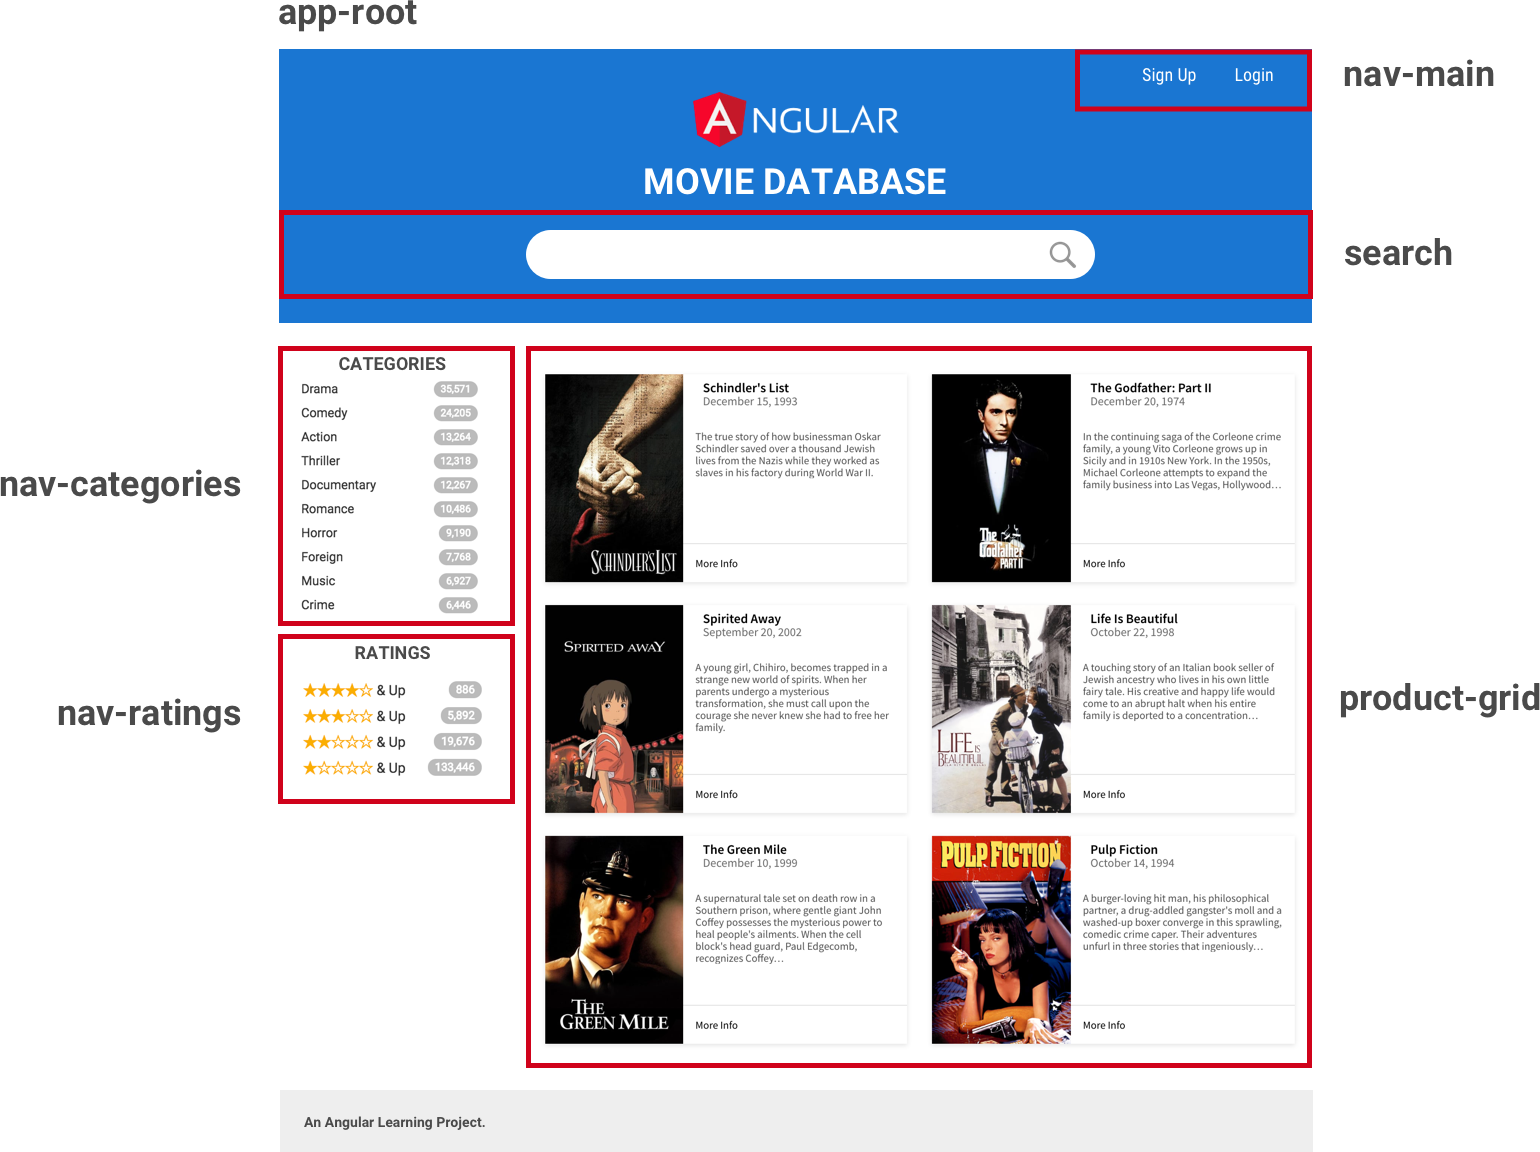 app-root
Sign Up Login
nav-main
ANGULAR
MOVIE DATABASE
search
CATEGORIES
Drama 35,571
Comedy 24,205
Action 13,264
Thriller 12,318
Documentary 12,267
Romance 10,486
Horror 9,190
Foreign 7,768
Music 6,927
Crime 6,446
nav-categories
RATINGS
& Up 886
& Up 5,892
& Up 19,676
& Up 133,446
nav-ratings
SCHINDLER'S LIST
Schindler's List
December 15, 1993
The true story of how businessman Oskar
Schindler saved over a thousand Jewish
lives from the Nazis while they worked as
slaves in his factory during World War II.
More Info
The
Godfather
PART II
The Godfather: Part II
December 20, 1974
In the continuing saga of the Corleone crime
family, a young Vito Corleone grows up in
Sicily and in 1910s New York. In the 1950s,
Michael Corleone attempts to expand the
family business into Las Vegas, Hollywood…
More Info
SPIRITED AWAY
Spirited Away
September 20, 2002
A young girl, Chihiro, becomes trapped in a
strange new world of spirits. When her
parents undergo a mysterious
transformation, she must call upon the
courage she never knew she had to free her
family.
More Info
LIFE IS
BEAUTIFUL
Life Is Beautiful
October 22, 1998
A touching story of an Italian book seller of
Jewish ancestry who lives in his own little
fairy tale. His creative and happy life would
come to an abrupt halt when his entire
family is deported to a concentration…
More Info
product-grid
THE
GREEN MILE
The Green Mile
December 10, 1999
A supernatural tale set on death row in a
Southern prison, where gentle giant John
Coffey possesses the mysterious power to
heal people's ailments. When the cell
block's head guard, Paul Edgecomb,
recognizes Coffey…
More Info
PULP FICTION
Pulp Fiction
October 14, 1994
A burger-loving hit man, his philosophical
partner, a drug-addled gangster's moll and a
washed-up boxer converge in this sprawling,
comedic crime caper. Their adventures
unfurl in three stories that ingeniously…
More Info
An Angular Learning Project.